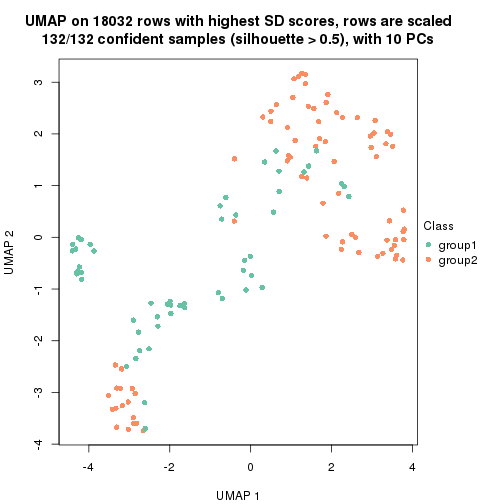 UMAP on 18032 rows with highest SD scores, rows are scaled
132/132 confident samples (silhouette > 0.5), with 10 PCs
3
2
1
0
-1
-2
-3
-4
UMAP 2
-4
-2
0
2
4
UMAP 1
Class
group1
group2